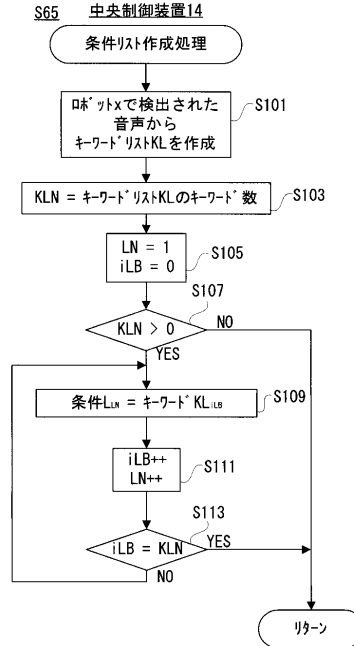 S65 中央制御装置14
条件リスト作成処理
ロボットxで検出された
音声から
キーワードリストKLを作成
S101
KLN = キーワードリストKLのキーワード数
S103
LN = 1
iLB = 0
S105
S107
KLN > 0
NO
YES
条件LLN = キーワードKLiLB
S109
iLB++
LN++
S111
S113
iLB = KLN
YES
NO
リターン